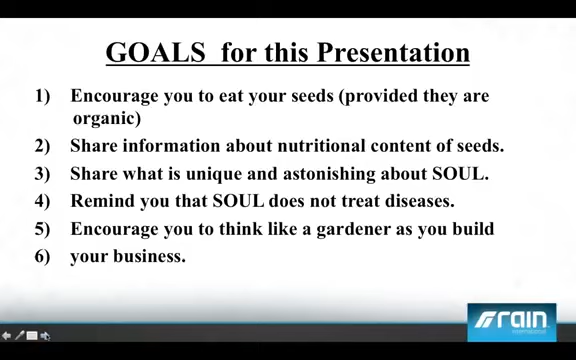 GOALS for this Presentation
1) Encourage you to eat your seeds (provided they are
organic)
2) Share information about nutritional content of seeds.
3) Share what is unique and astonishing about SOUL.
4) Remind you that SOUL does not treat diseases.
5) Encourage you to think like a gardener as you build
6) your business.
rain
international